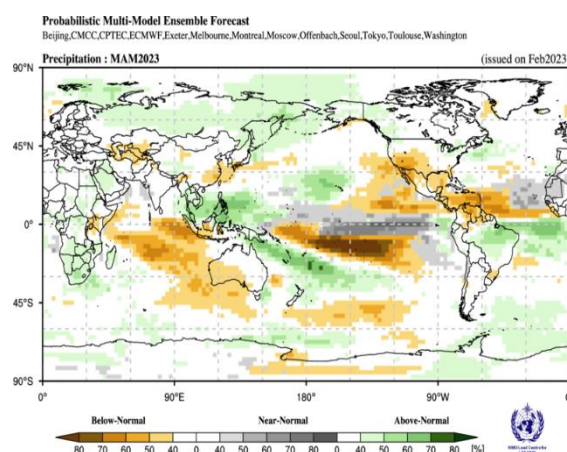 Probabilistic Multi-Model Ensemble Forecast
Beijing,CMCC,CPTEC,ECMWF,Exeter,Melbourne,Montreal,Moscow,Offenbach,Seoul,Tokyo,Toulouse,Washington
Precipitation : MAM2023 (issued on Feb2023)
90°N
45°N
0°
45°S
90°S
0° 90°E 180° 90°W 0°
Below-Normal Near-Normal Above-Normal
80 70 60 50 40 0 40 50 60 70 80 0 40 50 60 70 80 [%]